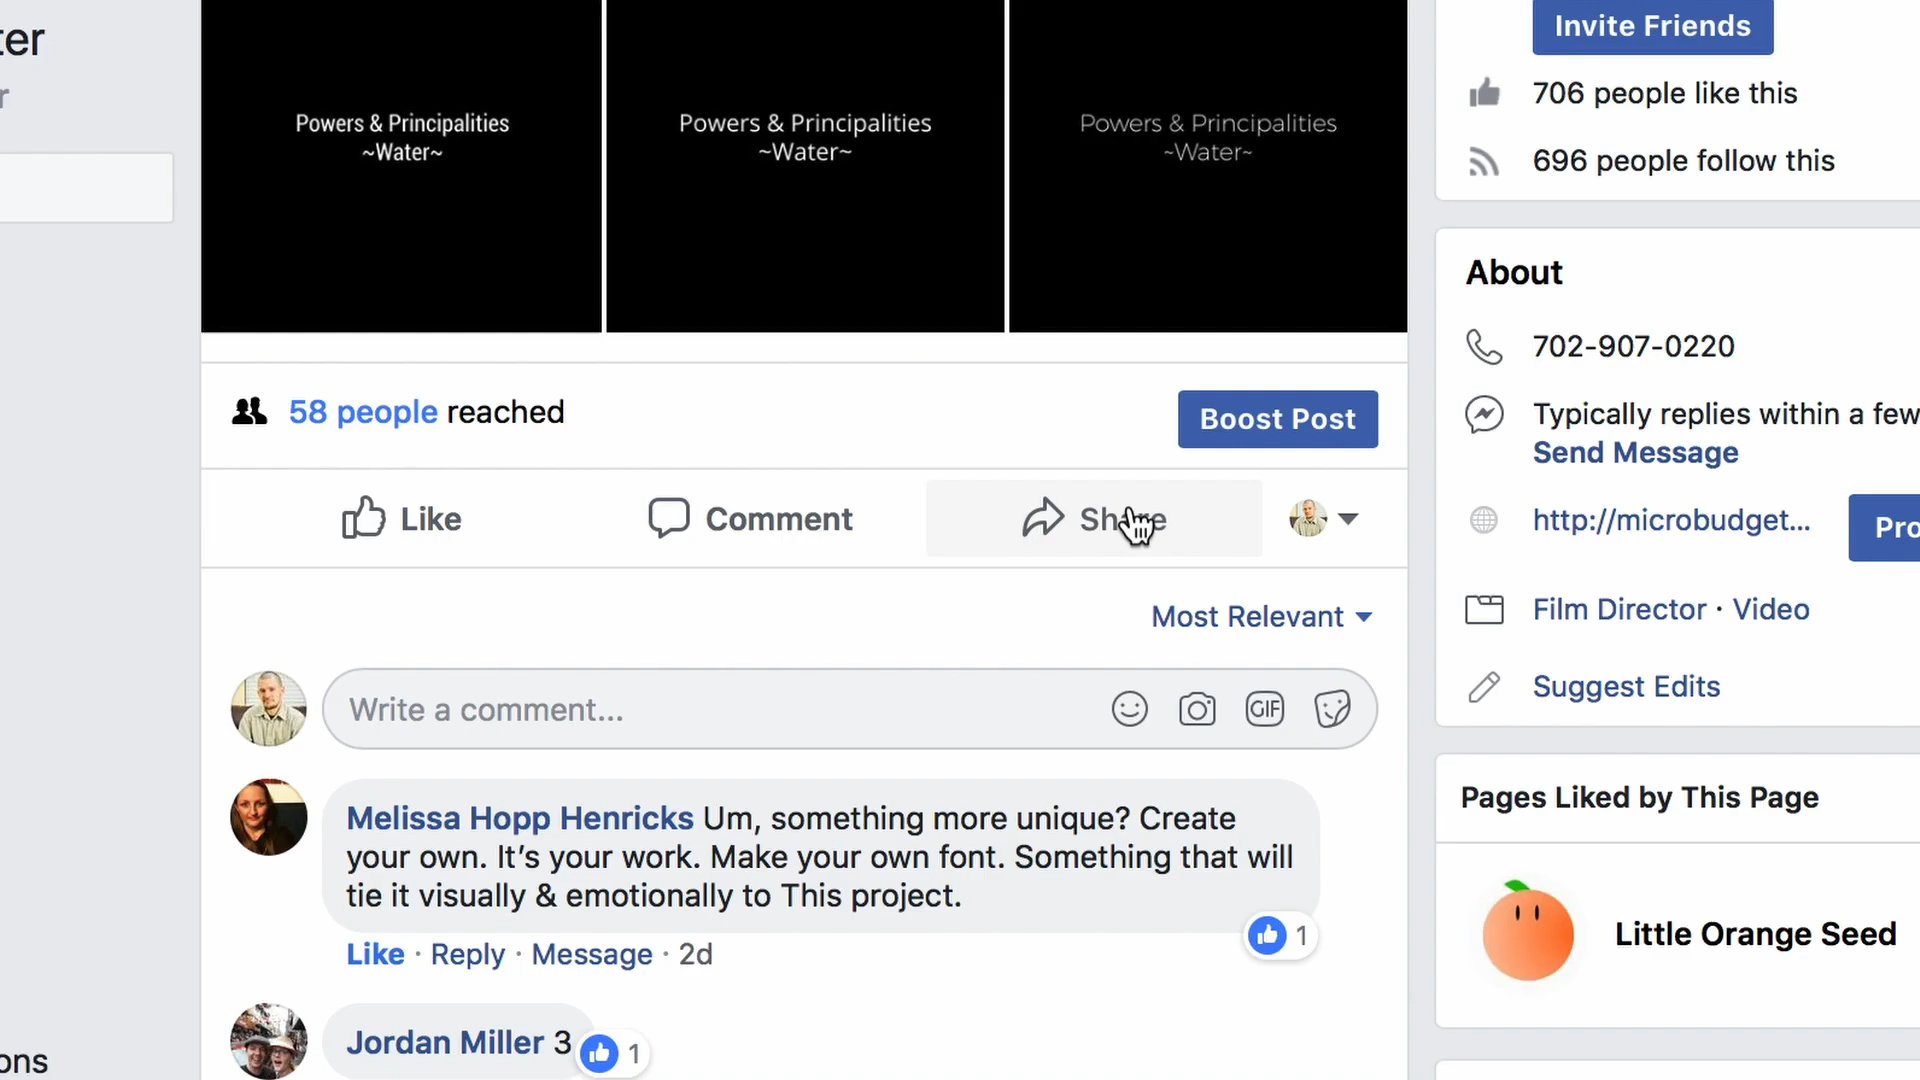 ter
r
Powers & Principalities
~Water~
Powers & Principalities
~Water~
Powers & Principalities
~Water~
58 people reached
Boost Post
Like
Comment
Share
Most Relevant
Write a comment...
GIF
Melissa Hopp Henricks Um, something more unique? Create
your own. It's your work. Make your own font. Something that will
tie it visually & emotionally to This project.
1
Like · Reply · Message · 2d
Jordan Miller 3
1
ons
Invite Friends
706 people like this
696 people follow this
About
702-907-0220
Typically replies within a few
Send Message
http://microbudget...
Pro
Film Director · Video
Suggest Edits
Pages Liked by This Page
Little Orange Seed